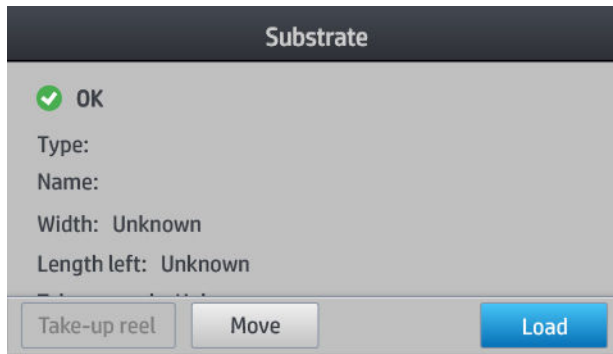 Substrate
OK
Type:
Name:
Width: Unknown
Length left: Unknown
Take-up reel Move Load